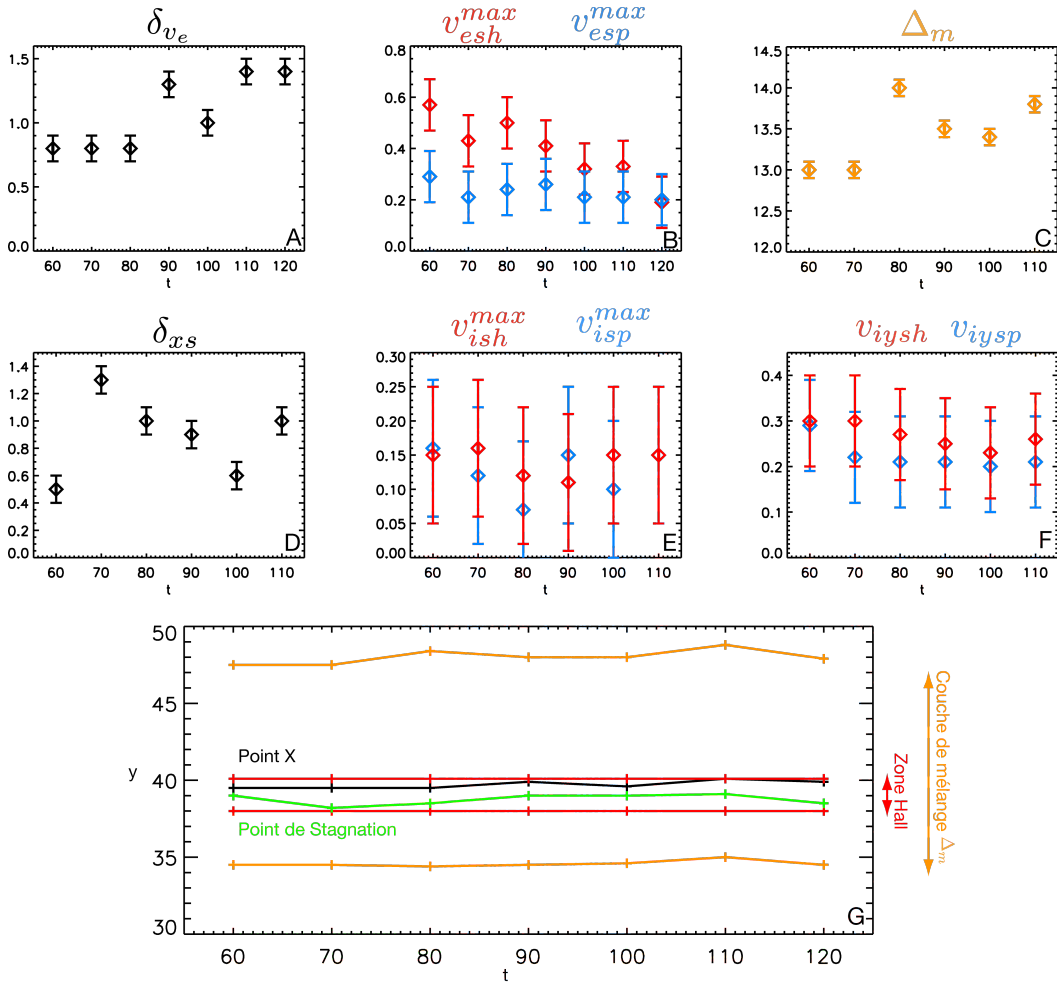 δ_{v_e}
1.5
1.0
0.5
0.0
A
60 70 80 90 100 110 120
t
v_{esh}^{max} v_{esp}^{max}
0.8
0.6
0.4
0.2
0.0
B
60 70 80 90 100 110 120
t
Δ_m
14.5
14.0
13.5
13.0
12.5
12.0
C
60 70 80 90 100 110
t
δ_{xs}
1.4
1.2
1.0
0.8
0.6
0.4
0.2
0.0
D
60 70 80 90 100 110
t
v_{ish}^{max} v_{isp}^{max}
0.30
0.25
0.20
0.15
0.10
0.05
0.00
E
60 70 80 90 100 110
t
v_{iysh} v_{iysp}
0.4
0.3
0.2
0.1
0.0
F
60 70 80 90 100 110
t
50
45
40
35
30
y
Point X
Point de Stagnation
G
60 70 80 90 100 110 120
t
Zone Hall
Couche de mélange Δ_m